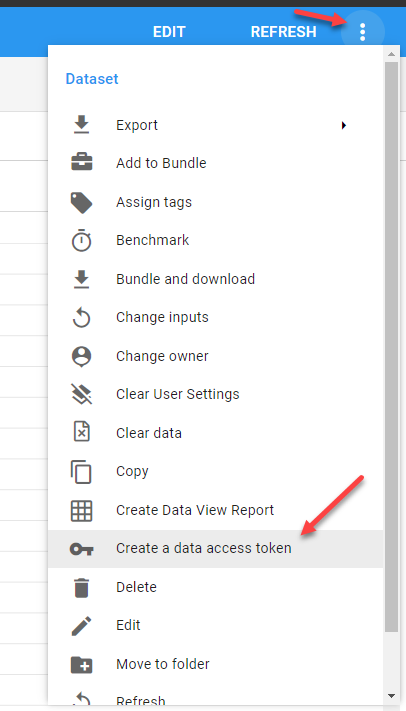 EDIT REFRESH
Dataset
Export
Add to Bundle
Assign tags
Benchmark
Bundle and download
Change inputs
Change owner
Clear User Settings
Clear data
Copy
Create Data View Report
Create a data access token
Delete
Edit
Move to folder
Refresh